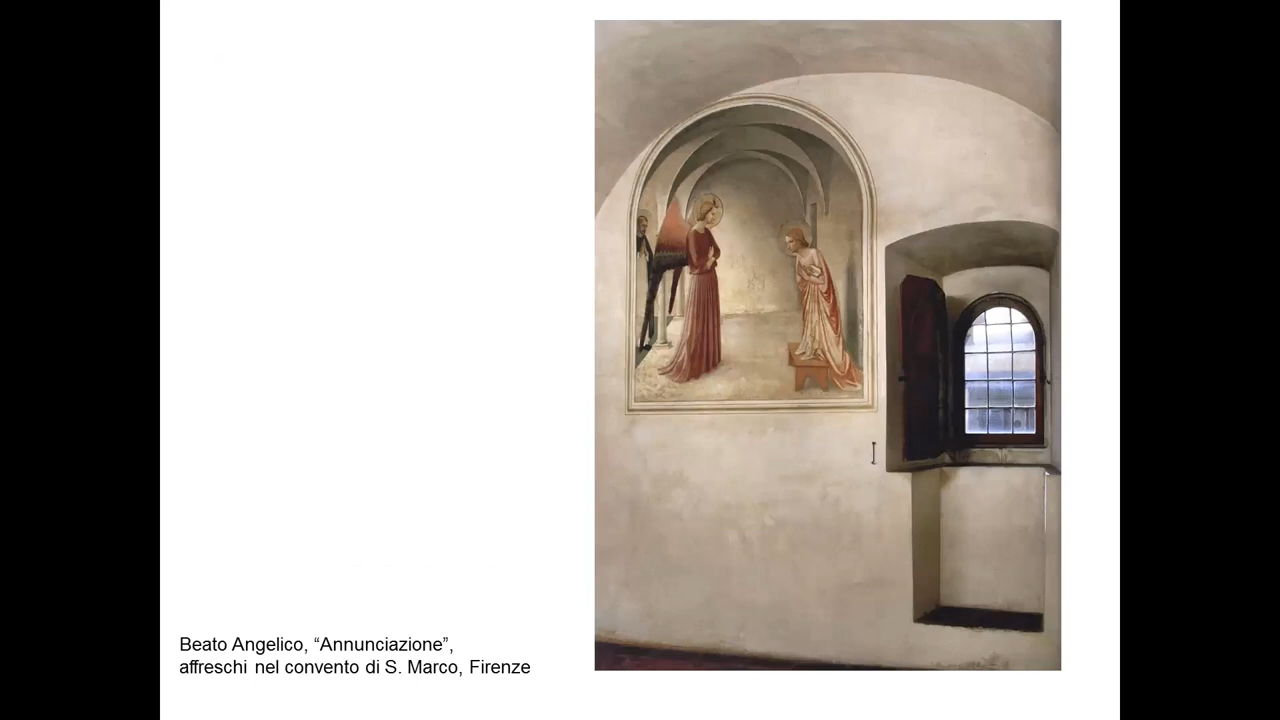 Beato Angelico, “Annunciazione”,
affreschi nel convento di S. Marco, Firenze